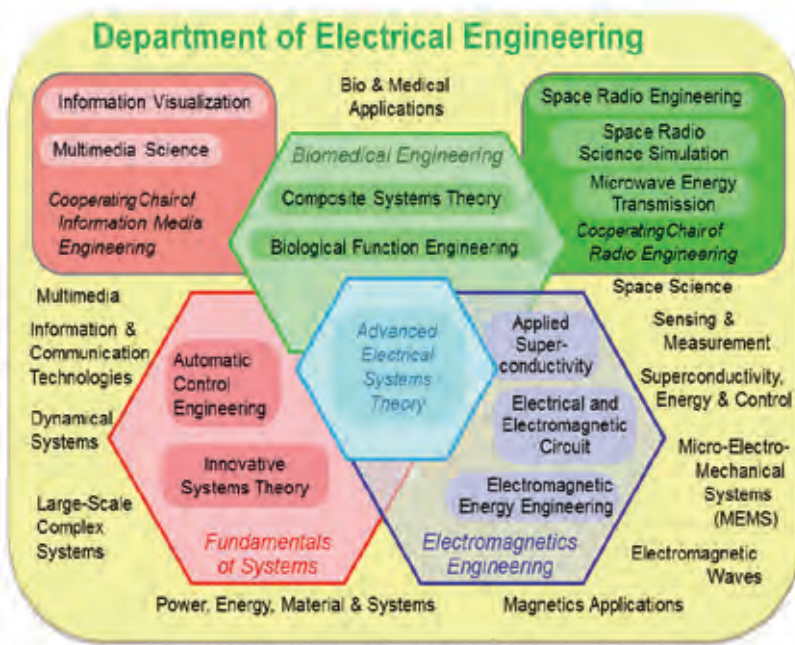 Department of Electrical Engineering
Information Visualization
Multimedia Science
Cooperating Chair of
Information Media
Engineering
Bio & Medical
Applications
Biomedical Engineering
Composite Systems Theory
Biological Function Engineering
Space Radio Engineering
Space Radio
Science Simulation
Microwave Energy
Transmission
Cooperating Chair of
Radio Engineering
Multimedia
Information &
Communication
Technologies
Dynamical
Systems
Large-Scale
Complex
Systems
Automatic
Control
Engineering
Innovative
Systems Theory
Fundamentals
of Systems
Advanced
Electrical
Systems
Theory
Applied
Super-
conductivity
Electrical and
Electromagnetic
Circuit
Electromagnetic
Energy Engineering
Electromagnetics
Engineering
Space Science
Sensing &
Measurement
Superconductivity,
Energy & Control
Micro-Electro-
Mechanical
Systems
(MEMS)
Electromagnetic
Waves
Power, Energy, Material & Systems
Magnetics Applications